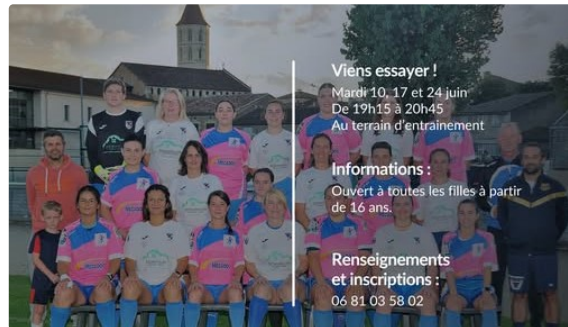 Viens essayer !
Mardi 10, 17 et 24 juin
De 19h15 à 20h45
Au terrain d'entrainement
Informations :
Ouvert à toutes les filles à partir
de 16 ans.
Renseignements
et inscriptions :
06 81 03 58 02